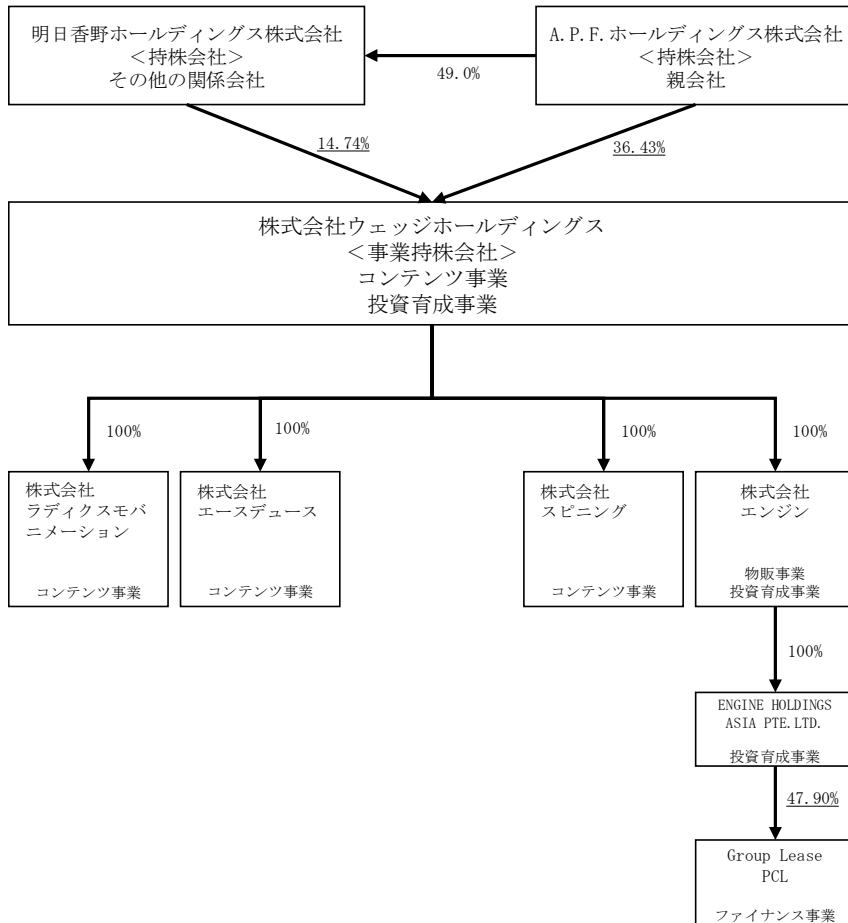 明日香野ホールディングス株式会社
＜持株会社＞
その他の関係会社
A.P.F.ホールディングス株式会社
＜持株会社＞
親会社
49.0%
14.74%
36.43%
株式会社ウェッジホールディングス
＜事業持株会社＞
コンテンツ事業
投資育成事業
100%
100%
100%
100%
株式会社
ラディクスモバ
ニメーション
コンテンツ事業
株式会社
エースデュース
コンテンツ事業
株式会社
スピニング
コンテンツ事業
株式会社
エンジン
物販事業
投資育成事業
100%
ENGINE HOLDINGS
ASIA PTE.LTD.
投資育成事業
47.90%
Group Lease
PCL
ファイナンス事業